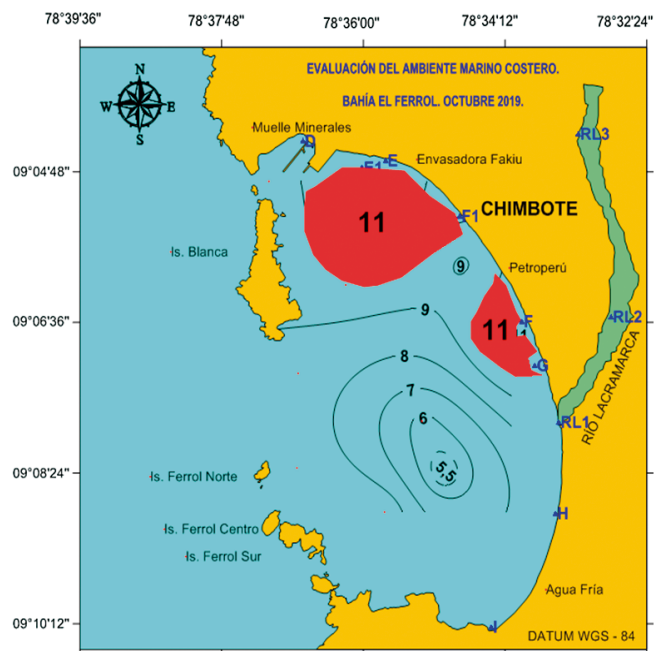 78°39'36" 78°37'48" 78°36'00" 78°34'12" 78°32'24"
EVALUACIÓN DEL AMBIENTE MARINO COSTERO.
BAHÍA EL FERROL. OCTUBRE 2019.
N
W E
S
Muelle Minerales
D
RL3
E
Envasadora Fakiu
E1
09°04'48"
CHIMBOTE
F1
11
Is. Blanca
9
Petroperú
9
RL2
F
09°06'36"
11
8
G
RÍO LACRAMARCA
7
6
RL1
5,5
09°08'24"
Is. Ferrol Norte
H
Is. Ferrol Centro
Is. Ferrol Sur
Agua Fría
09°10'12"
I
DATUM WGS - 84